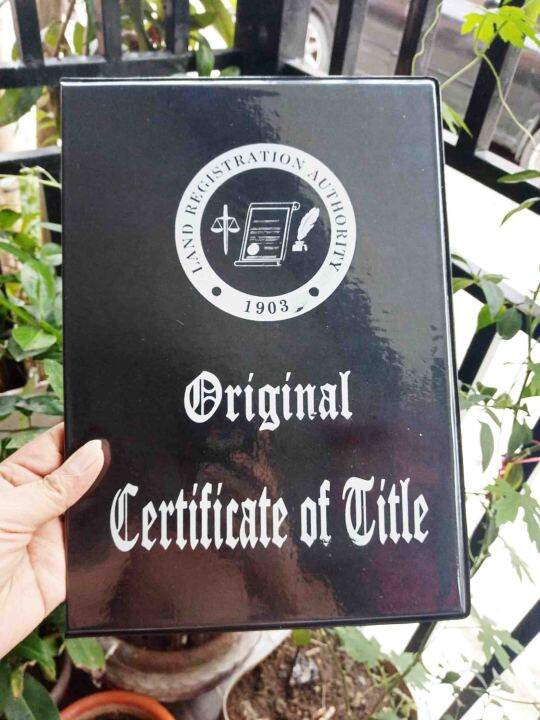 LAND REGISTRATION AUTHORITY
1903
Original
Certificate of Title